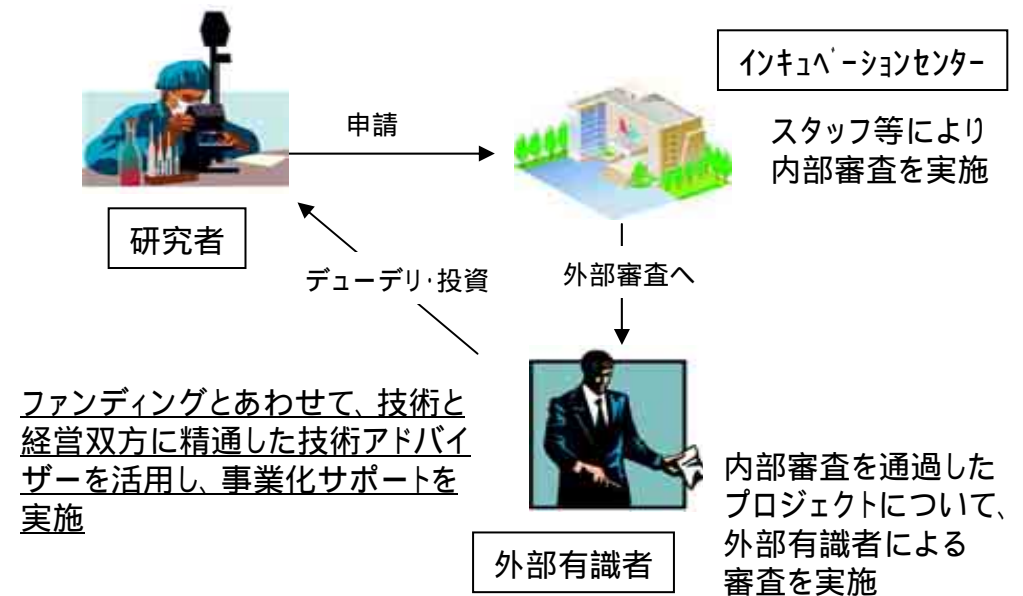 インキュベーションセンター
申請
スタッフ等により
内部審査を実施
研究者
デューデリ・投資
外部審査へ
ファンディングとあわせて、技術と
経営双方に精通した技術アドバイ
ザーを活用し、事業化サポートを
実施
内部審査を通過した
プロジェクトについて、
外部有識者による
審査を実施
外部有識者